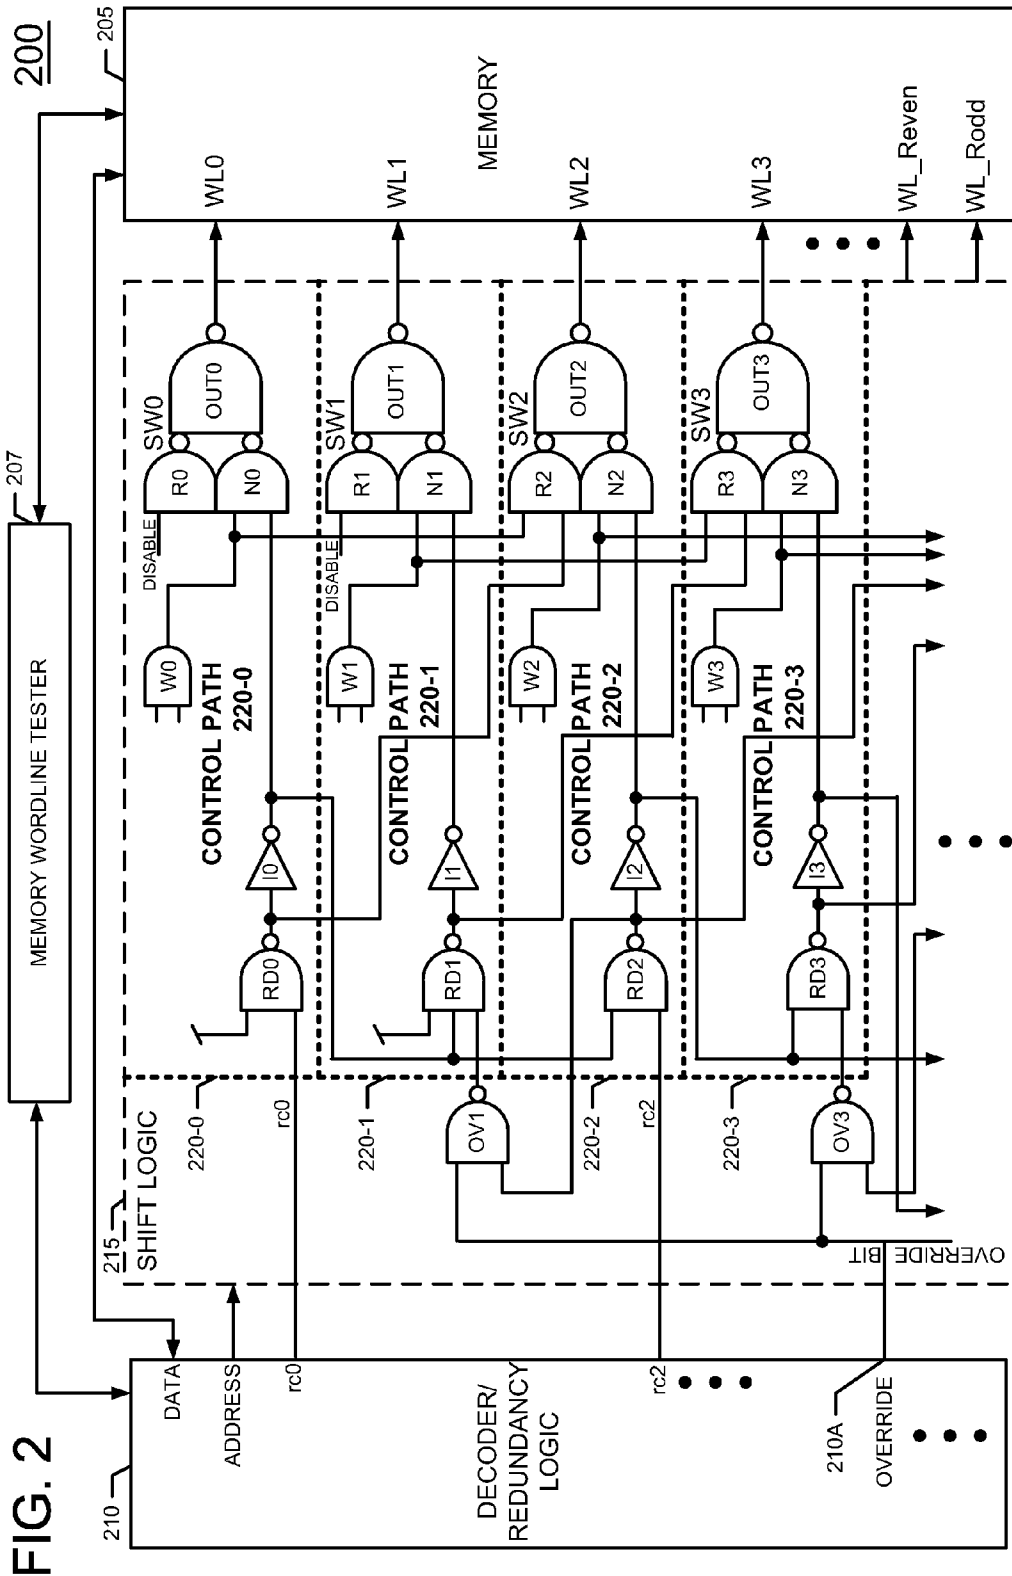 FIG. 2
200
MEMORY WORDLINE TESTER
207
205
MEMORY
WL0
WL1
WL2
WL3
WL_Reven
WL_Rodd
210
DECODER/
REDUNDANCY
LOGIC
DATA
ADDRESS
rc0
rc2
210A
OVERRIDE
215
SHIFT LOGIC
OVERRIDE
BIT
220-0
rc0
RD0
I0
CONTROL PATH
220-0
W0
DISABLE
SW0
R0
N0
OUT0
220-1
OV1
RD1
I1
CONTROL PATH
220-1
W1
DISABLE
SW1
R1
N1
OUT1
220-2
rc2
RD2
I2
CONTROL PATH
220-2
W2
SW2
R2
N2
OUT2
220-3
OV3
RD3
I3
CONTROL PATH
220-3
W3
SW3
R3
N3
OUT3